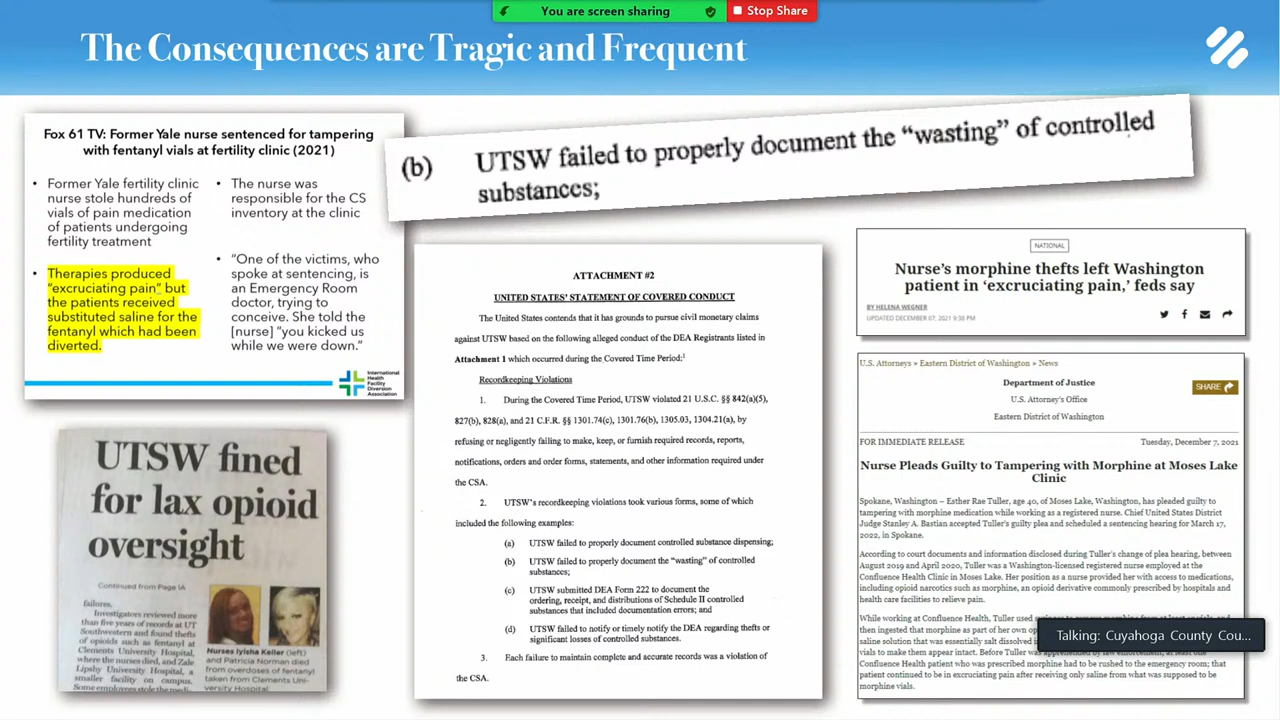 You are screen sharing
Stop Share
The Consequences are Tragic and Frequent
Fox 61 TV: Former Yale nurse sentenced for tampering
with fentanyl vials at fertility clinic (2021)
• Former Yale fertility clinic
nurse stole hundreds of
vials of pain medication
of patients undergoing
fertility treatment
• Therapies produced
“excruciating pain” but
the patients received
substituted saline for the
fentanyl which had been
diverted.
• The nurse was
responsible for the CS
inventory at the clinic
• “One of the victims, who
spoke at sentencing, is
an Emergency Room
doctor, trying to
conceive. She told the
[nurse] “you kicked us
while we were down.”
International
Health
Facility
Diversion
Association
(b) UTSW failed to properly document the “wasting” of controlled
substances;
UTSW fined
for lax opioid
oversight
Continued from Page 1A
failures.
Investigators reviewed more
than five years of records at UT
Southwestern and found thefts
of opioids such as fentanyl at
Clements University Hospital,
where the nurses died, and Zale
Lipshy University Hospital, a
smaller facility on campus.
Some employees stole the medi-
Nurses Iyisha Keller (left)
and Patricia Norman died
from overdoses of fentanyl
taken from Clements Uni-
versity Hospital.
ATTACHMENT #2
UNITED STATES' STATEMENT OF COVERED CONDUCT
The United States contends that it has grounds to pursue civil monetary claims
against UTSW based on the following alleged conduct of the DEA Registrants listed in
Attachment 1 which occurred during the Covered Time Period:¹
Recordkeeping Violations
1. During the Covered Time Period, UTSW violated 21 U.S.C. §§ 842(a)(5),
827(b), 828(a), and 21 C.F.R. §§ 1301.74(c), 1301.76(b), 1305.03, 1304.21(a), by
refusing or negligently failing to make, keep, or furnish required records, reports,
notifications, orders and order forms, statements, and other information required under
the CSA.
2. UTSW's recordkeeping violations took various forms, some of which
included the following examples:
(a) UTSW failed to properly document controlled substance dispensing;
(b) UTSW failed to properly document the “wasting” of controlled
substances;
(c) UTSW submitted DEA Form 222 to document the
ordering, receipt, and distributions of Schedule II controlled
substances that included documentation errors; and
(d) UTSW failed to notify or timely notify the DEA regarding thefts or
significant losses of controlled substances.
3. Each failure to maintain complete and accurate records was a violation of
the CSA.
NATIONAL
Nurse’s morphine thefts left Washington
patient in ‘excruciating pain,’ feds say
BY HELENA WEGNER
UPDATED DECEMBER 07, 2021 9:38 PM
U.S. Attorneys » Eastern District of Washington » News
Department of Justice
SHARE
U.S. Attorney’s Office
Eastern District of Washington
FOR IMMEDIATE RELEASE Tuesday, December 7, 2021
Nurse Pleads Guilty to Tampering with Morphine at Moses Lake
Clinic
Spokane, Washington – Esther Rae Tuller, age 40, of Moses Lake, Washington, has pleaded guilty to
tampering with morphine medication while working as a registered nurse. Chief United States District
Judge Stanley A. Bastian accepted Tuller’s guilty plea and scheduled a sentencing hearing for March 17,
2022, in Spokane.
According to court documents and information disclosed during Tuller’s change of plea hearing, between
August 2019 and April 2020, Tuller was a Washington-licensed registered nurse employed at the
Confluence Health Clinic in Moses Lake. Her position as a nurse provided her with access to medications,
including opioid narcotics such as morphine, an opioid derivative commonly prescribed by hospitals and
health care facilities to relieve pain.
While working at Confluence Health, Tuller used
then ingested that morphine as part of her own
saline solution that was essentially salt dissolved
vials to make them appear intact. Before Tuller was
Confluence Health patient who was prescribed morphine had to be rushed to the emergency room; that
patient continued to be in excruciating pain after receiving only saline from what was supposed to be
morphine vials.
Talking: Cuyahoga County Cou...